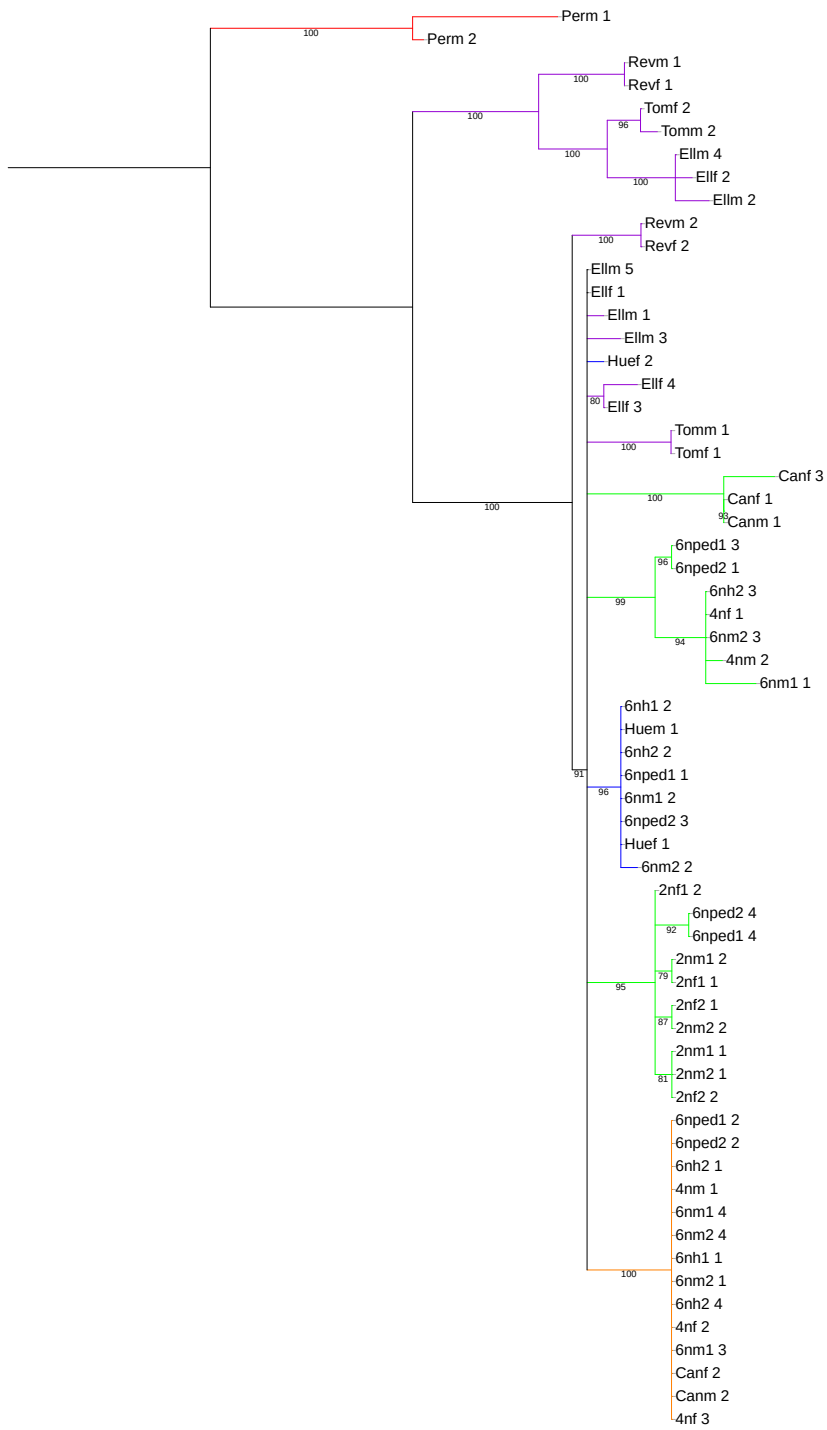 Perm 1
100
Perm 2
Revm 1
100
Revf 1
Tomf 2
100
96
Tomm 2
100
Ellm 4
Ellf 2
100
Ellm 2
Revm 2
100
Revf 2
Ellm 5
Ellf 1
Ellm 1
Ellm 3
Huef 2
Ellf 4
80
Ellf 3
Tomm 1
100
Tomf 1
Canf 3
100
Canf 1
93
Canm 1
100
6nped1 3
96
6nped2 1
6nh2 3
99
4nf 1
6nm2 3
94
4nm 2
6nm1 1
6nh1 2
Huem 1
6nh2 2
91
6nped1 1
96
6nm1 2
6nped2 3
Huef 1
6nm2 2
2nf1 2
6nped2 4
92
6nped1 4
2nm1 2
79
2nf1 1
95
2nf2 1
87
2nm2 2
2nm1 1
2nm2 1
81
2nf2 2
6nped1 2
6nped2 2
6nh2 1
4nm 1
6nm1 4
6nm2 4
6nh1 1
100
6nm2 1
6nh2 4
4nf 2
6nm1 3
Canf 2
Canm 2
4nf 3